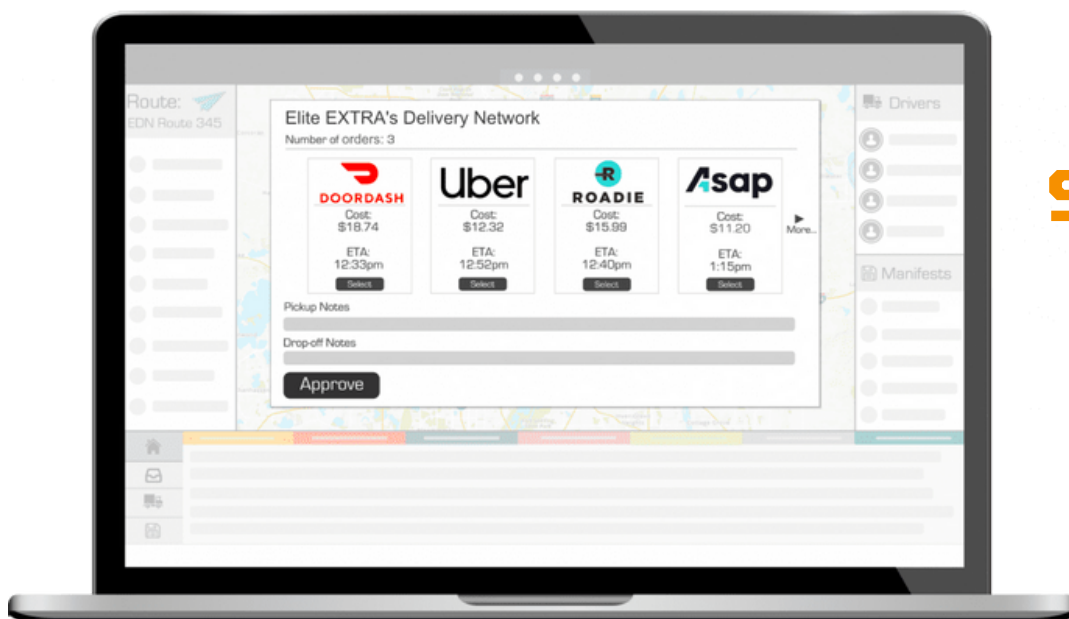 Route:
EDN Route 345
Drivers
Elite EXTRA's Delivery Network
Number of orders: 3
DOORDASH
Cost:
$18.74
ETA:
12:33pm
Select
Uber
Cost:
$12.32
ETA:
12:52pm
Select
R
ROADIE
Cost:
$15.99
ETA:
12:40pm
Select
Asap
Cost:
$11.20
ETA:
1:15pm
Select
More...
Pickup Notes
Drop-off Notes
Approve
Manifests